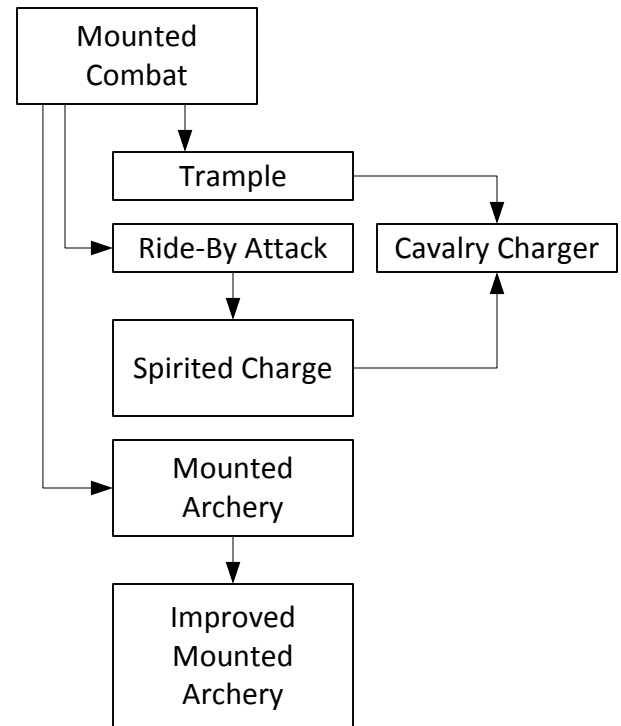 Mounted
Combat
Trample
Ride-By Attack
Cavalry Charger
Spirited Charge
Mounted
Archery
Improved
Mounted
Archery